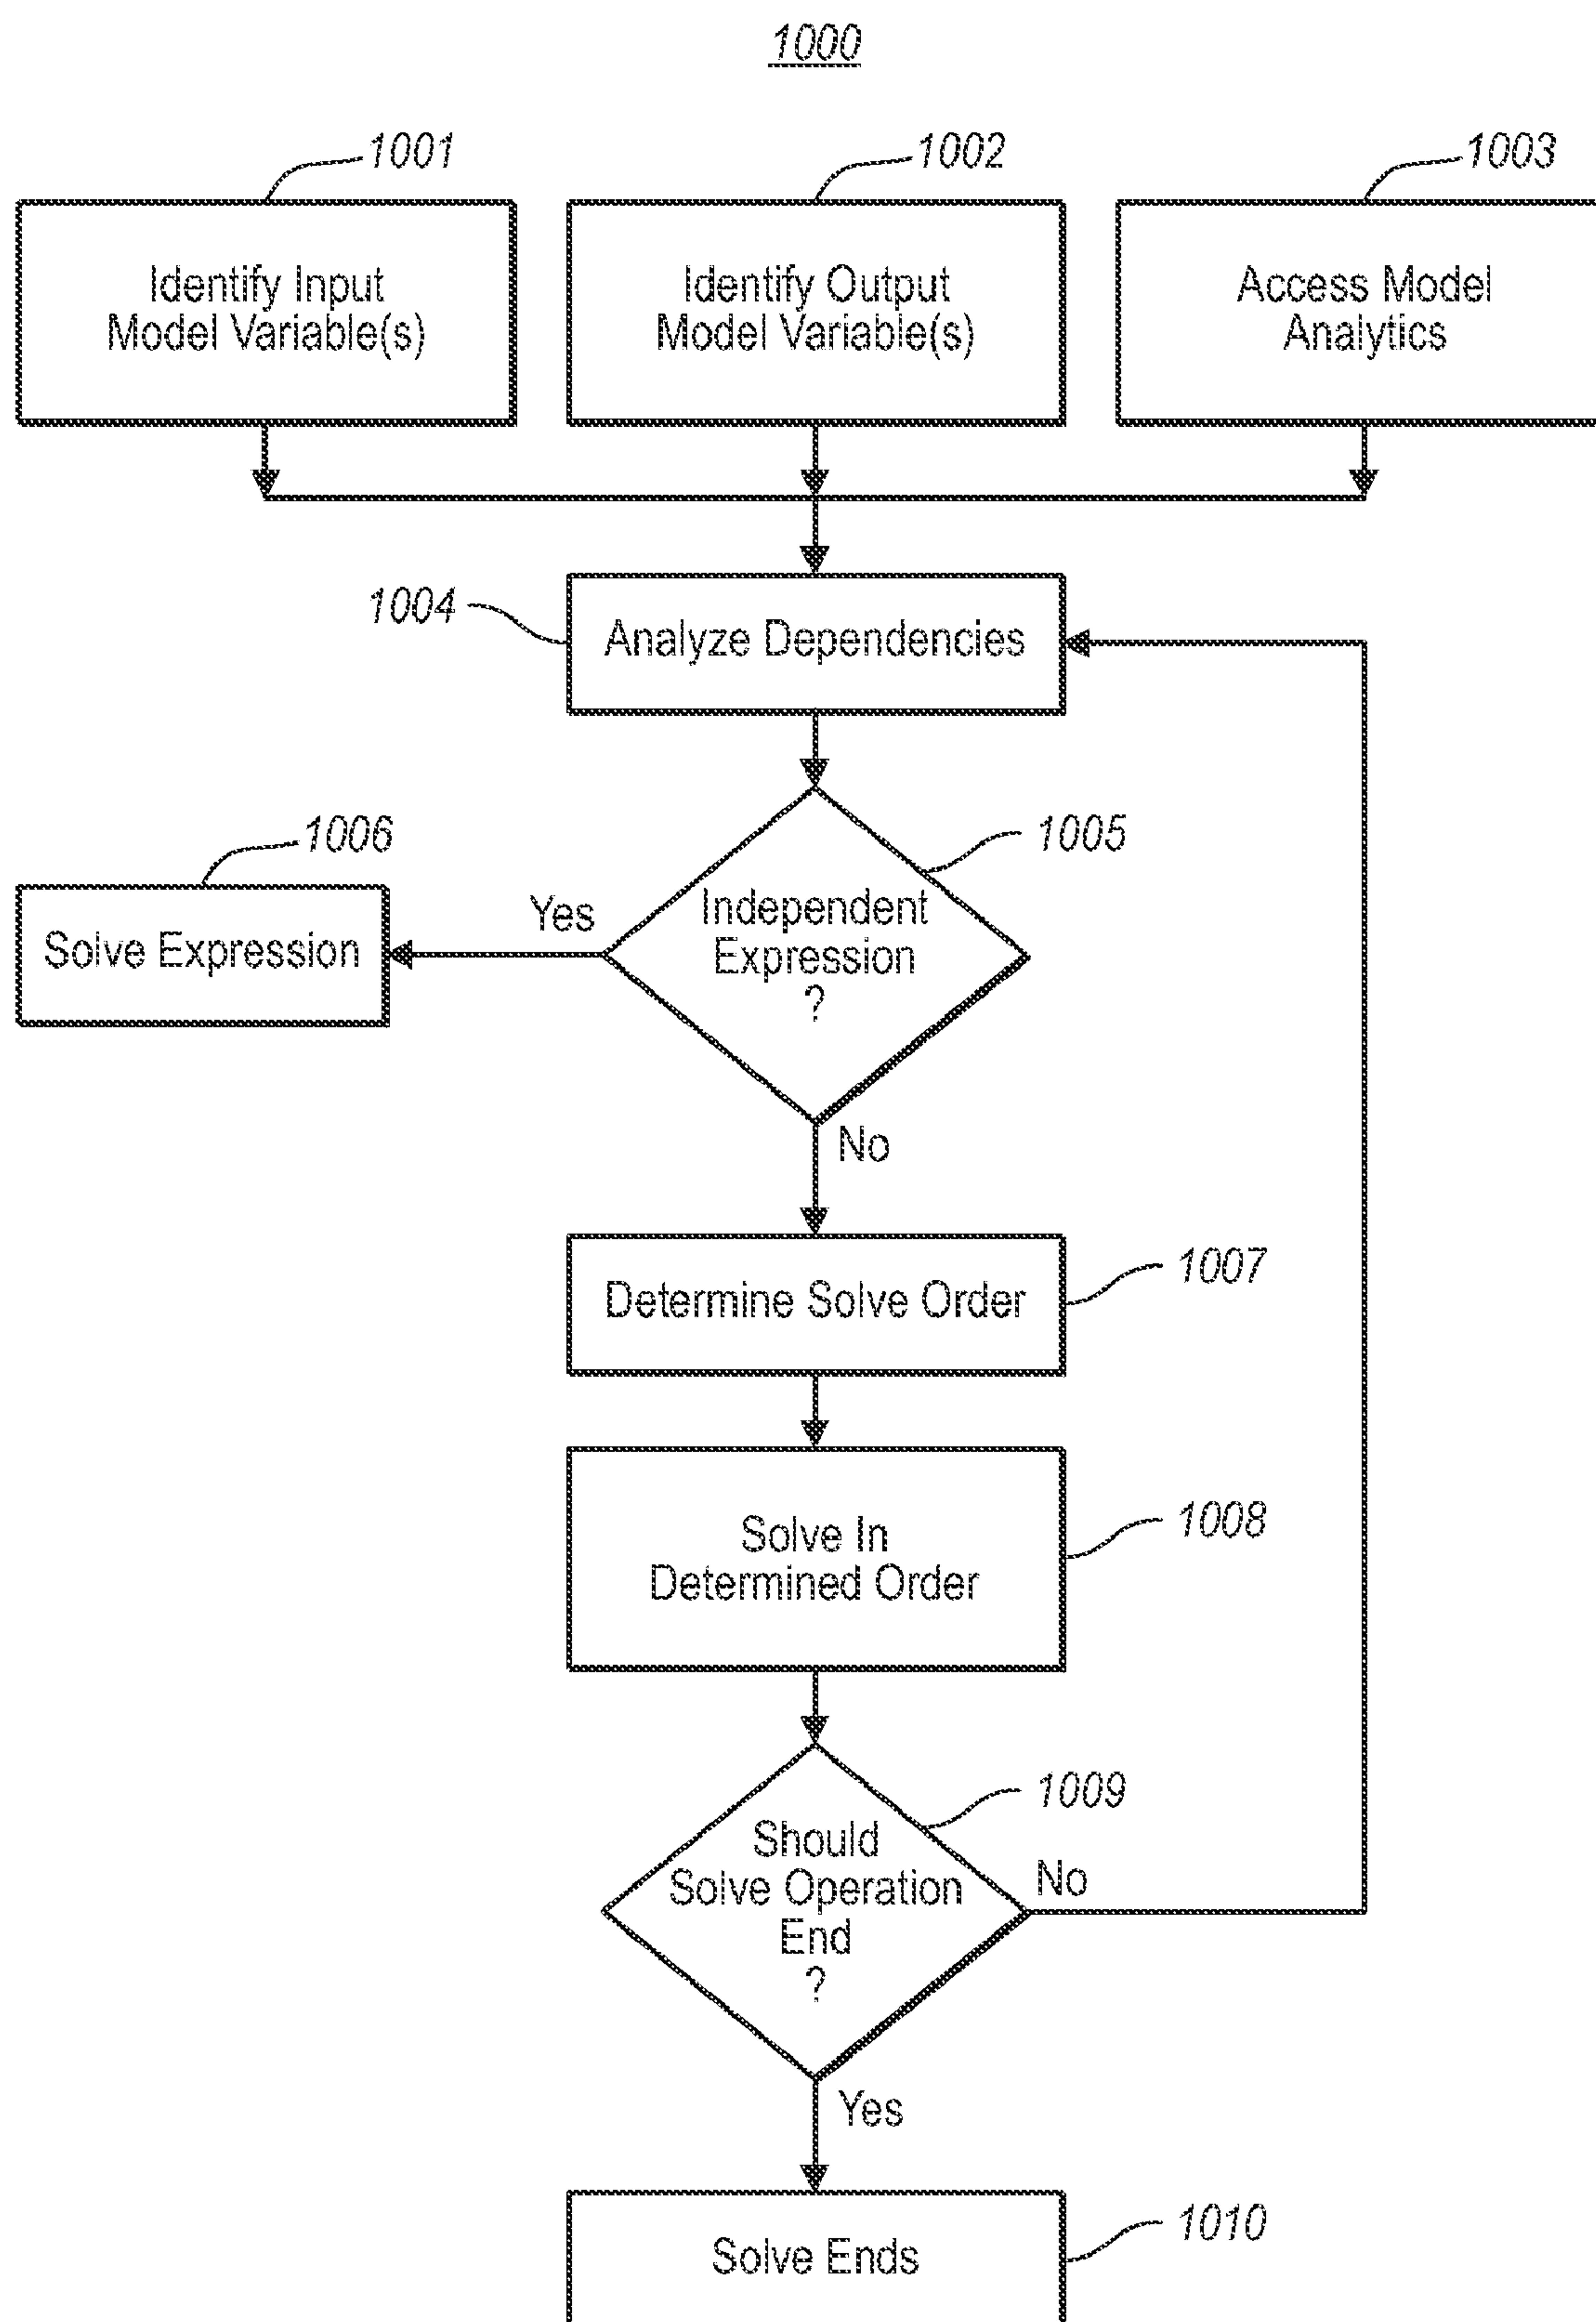 1000
1001
1002
1003
Identify Input
Model Variable(s)
Identify Output
Model Variable(s)
Access Model
Analytics
1004
Analyze Dependencies
1005
1006
Independent
Expression
?
Yes
Solve Expression
No
1007
Determine Solve Order
1008
Solve In
Determined Order
1009
Should
Solve Operation
End
?
No
Yes
1010
Solve Ends